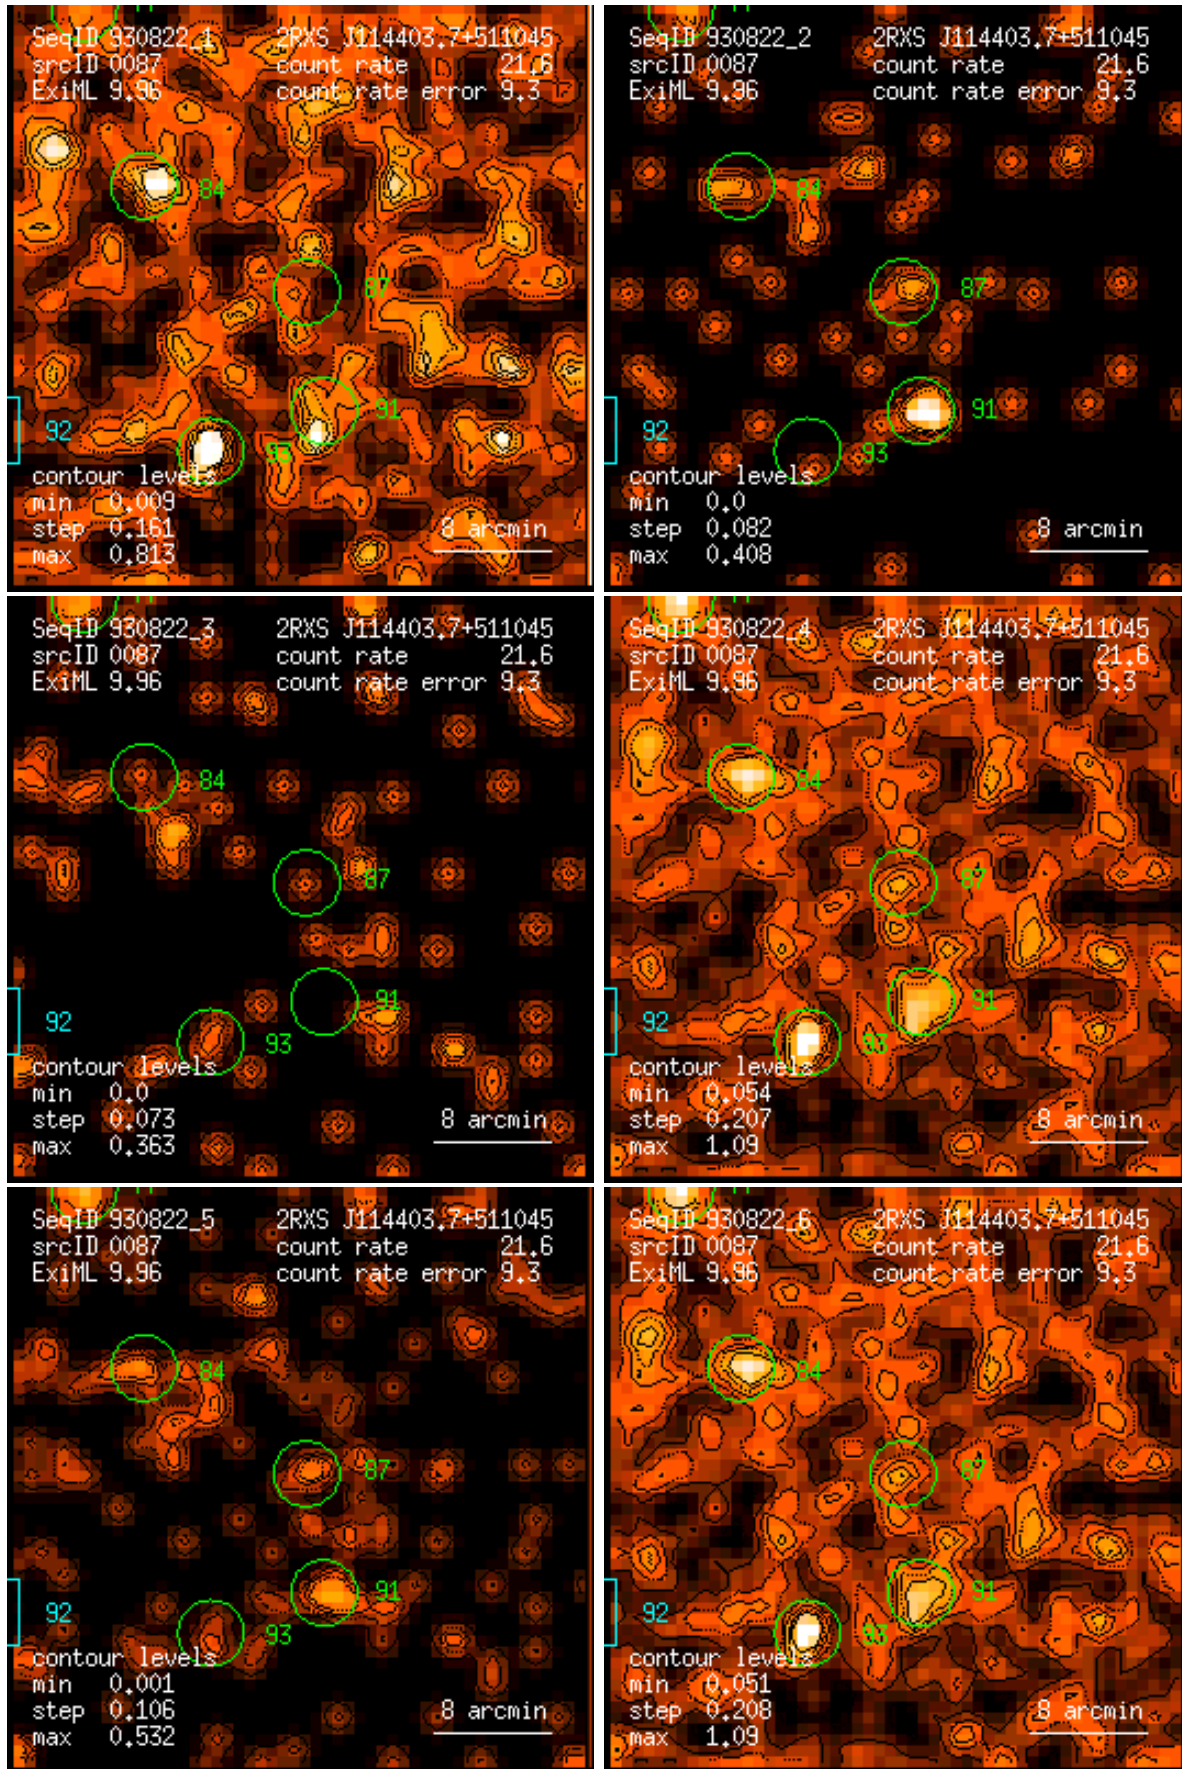 SeqID 930822_1 2RXS J114403.7+511045
srcID 0087 count rate 21.6
ExiML 9.96 count rate error 9.3
84
87
91
92
93
contour levels
min 0.009
step 0.161 8 arcmin
max 0.813
SeqID 930822_2 2RXS J114403.7+511045
srcID 0087 count rate 21.6
ExiML 9.96 count rate error 9.3
84
87
91
92
93
contour levels
min 0.0
step 0.082 8 arcmin
max 0.408
SeqID 930822_3 2RXS J114403.7+511045
srcID 0087 count rate 21.6
ExiML 9.96 count rate error 9.3
84
87
91
92
93
contour levels
min 0.0
step 0.073 8 arcmin
max 0.363
SeqID 930822_4 2RXS J114403.7+511045
srcID 0087 count rate 21.6
ExiML 9.96 count rate error 9.3
84
87
91
92
93
contour levels
min 0.054
step 0.207 8 arcmin
max 1.09
SeqID 930822_5 2RXS J114403.7+511045
srcID 0087 count rate 21.6
ExiML 9.96 count rate error 9.3
84
87
91
92
93
contour levels
min 0.001
step 0.106 8 arcmin
max 0.532
SeqID 930822_6 2RXS J114403.7+511045
srcID 0087 count rate 21.6
ExiML 9.96 count rate error 9.3
84
87
91
92
93
contour levels
min 0.051
step 0.208 8 arcmin
max 1.09